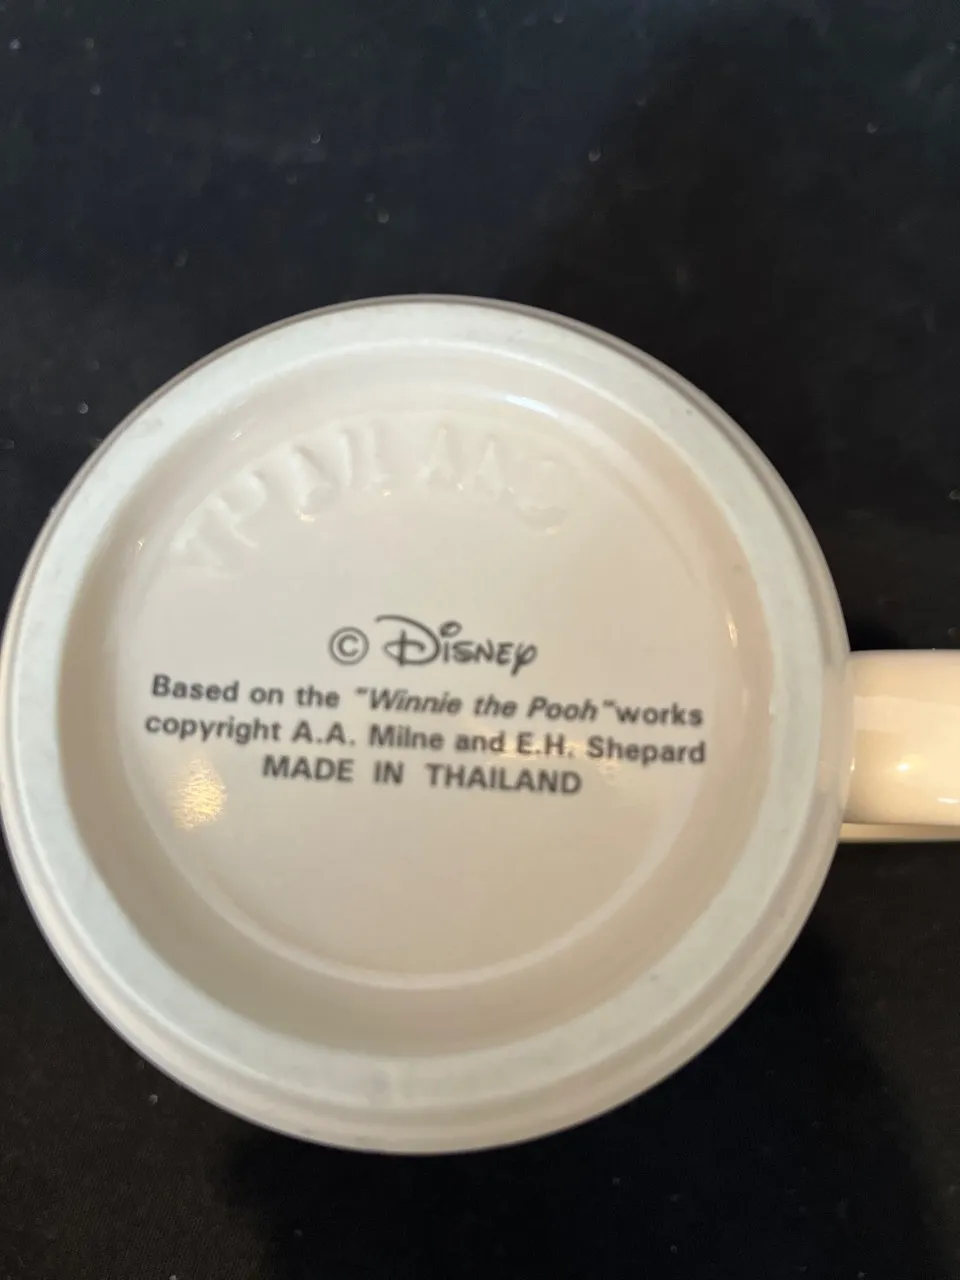 © Disney
Based on the "Winnie the Pooh" works
copyright A.A. Milne and E.H. Shepard
MADE IN THAILAND